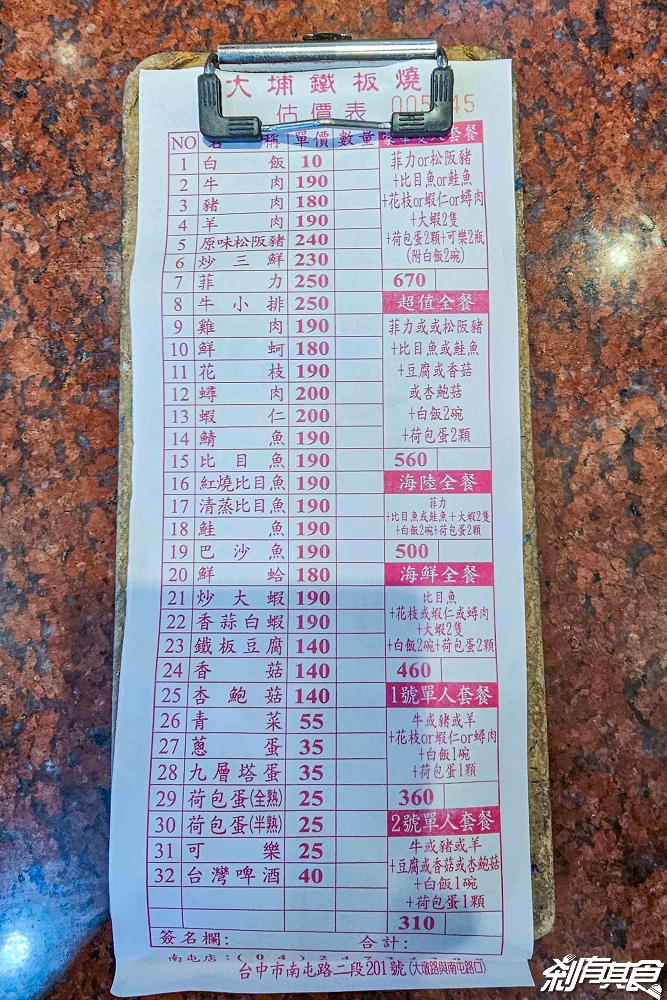 大埔鐵板燒
估價表
NO 名稱 單價 數量
1 白飯 10
2 牛肉 190
3 豬肉 180
4 羊肉 190
5 原味松阪豬 240
6 炒三鮮 230
7 菲力 250
8 牛小排 250
9 雞肉 190
10 鮮蚵 180
11 花枝 190
12 蟳肉 200
13 蝦仁 200
14 鯖魚 190
15 比目魚 190
16 紅燒比目魚 190
17 清蒸比目魚 190
18 鮭魚 190
19 巴沙魚 190
20 鮮蛤 180
21 炒大蝦 190
22 香蒜白蝦 190
23 鐵板豆腐 140
24 香菇 140
25 杏鮑菇 140
26 青菜 55
27 蔥蛋 35
28 九層塔蛋 35
29 荷包蛋(全熟) 25
30 荷包蛋(半熟) 25
31 可樂 25
32 台灣啤酒 40
人套餐
菲力or松阪豬
+比目魚or鮭魚
+花枝or蝦仁or蟳肉
+大蝦2隻
+荷包蛋2顆+可樂2瓶
(附白飯2碗)
670
超值全餐
菲力或或松阪豬
+比目魚或鮭魚
+豆腐或香菇
或杏鮑菇
+白飯2碗
+荷包蛋2顆
560
海陸全餐
菲力
+比目魚或鮭魚+大蝦2隻
+白飯2碗+荷包蛋2顆
500
海鮮全餐
比目魚
+花枝或蝦仁或蟳肉
+大蝦2隻
+白飯2碗+荷包蛋2顆
460
1號單人套餐
牛或豬或羊
+花枝or蝦仁or蟳肉
+白飯1碗
+荷包蛋1顆
360
2號單人套餐
牛或豬或羊
+豆腐或香菇或杏鮑菇
+白飯1碗
+荷包蛋1顆
310
簽名欄: 合計:
南屯店:(04)
台中市南屯路二段201號(大墩路與南屯路口)
剎有其食